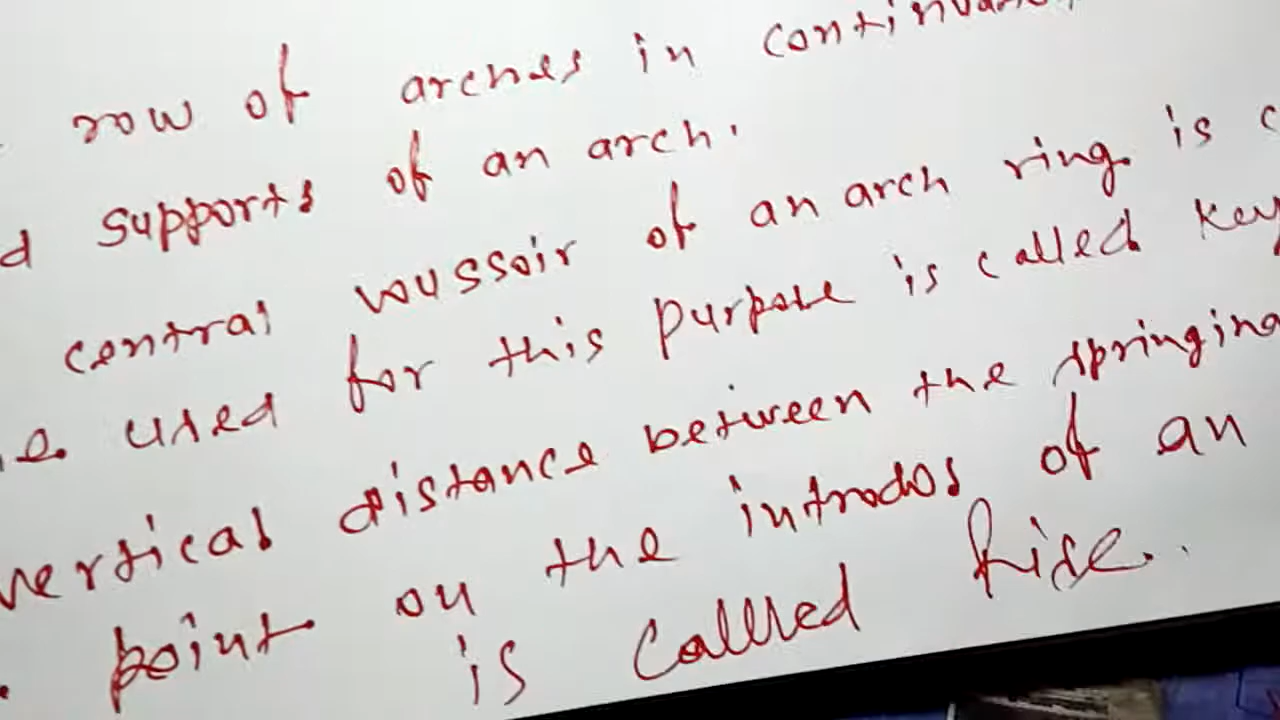 row of arches in
supports of an arch.
central voussoir of an arch ring is
used for this purpose is called key
vertical distance between the springing
point on the intrados of an
is called Rise.